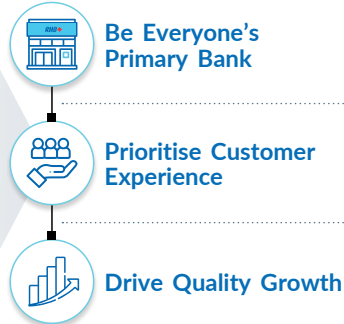 RHB
Be Everyone's
Primary Bank
Prioritise Customer
Experience
Drive Quality Growth